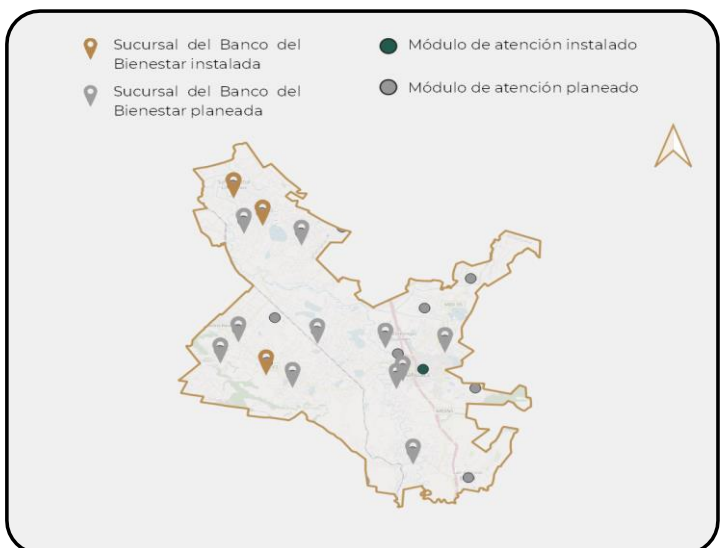 Sucursal del Banco del
Bienestar instalada
Sucursal del Banco del
Bienestar planeada
Módulo de atención instalado
Módulo de atención planeado